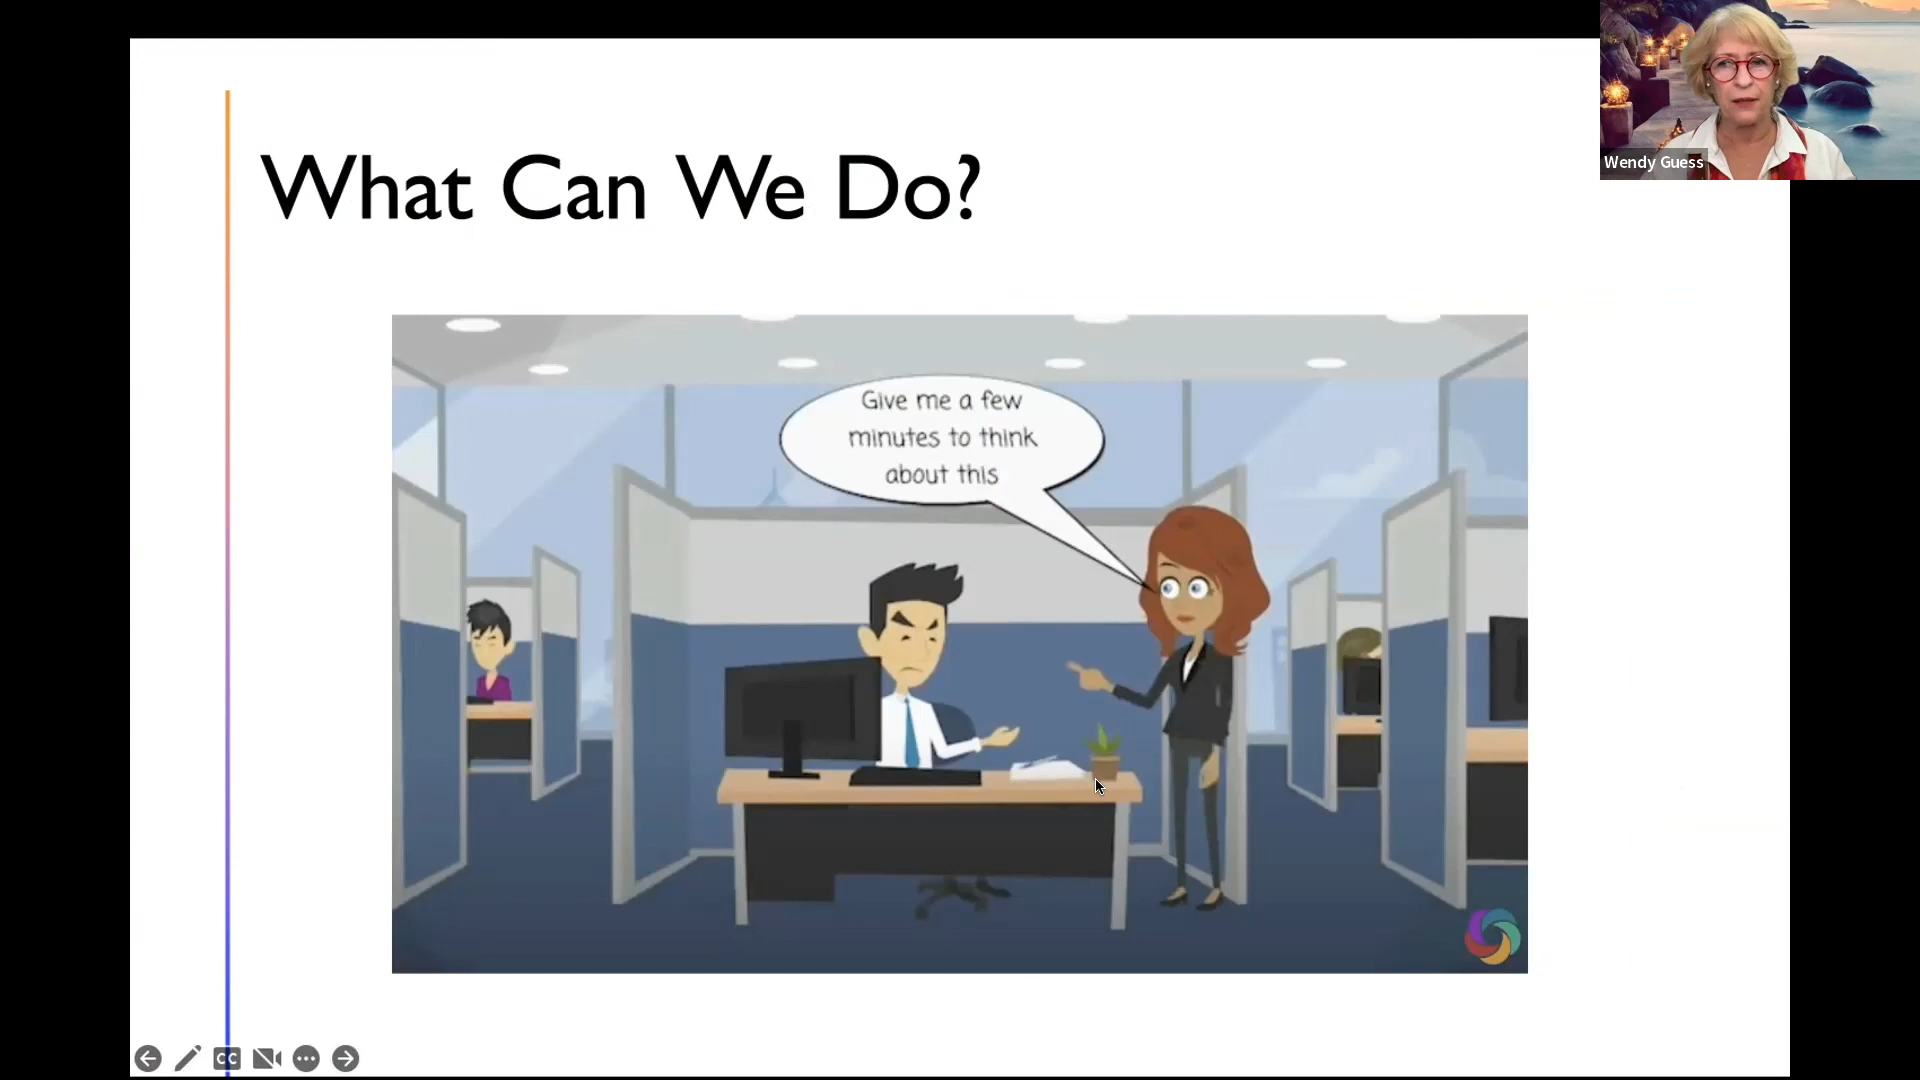 What Can We Do?
Give me a few
minutes to think
about this
Wendy Guess
CC